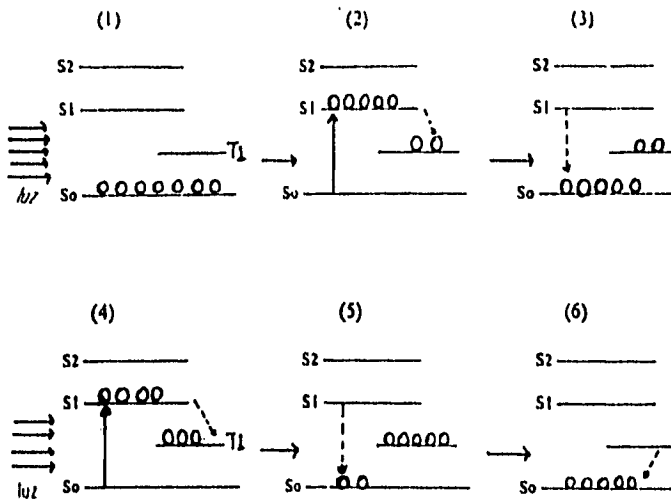 (1) (2) (3)
S2 S2 S2
S1 S1 S1
T1
luz So So So
(4) (5) (6)
S2 S2 S2
S1 S1 S1
T1
luz So So So